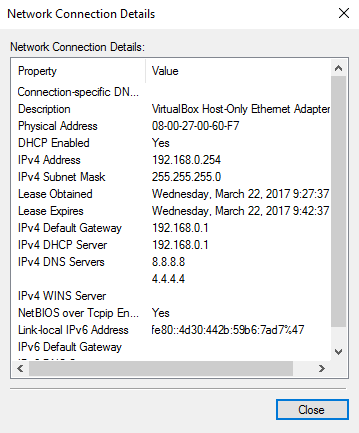 Network Connection Details
Network Connection Details:
Property Value
Connection-specific DN...
Description VirtualBox Host-Only Ethernet Adapter
Physical Address 08-00-27-00-60-F7
DHCP Enabled Yes
IPv4 Address 192.168.0.254
IPv4 Subnet Mask 255.255.255.0
Lease Obtained Wednesday, March 22, 2017 9:27:37
Lease Expires Wednesday, March 22, 2017 9:42:37
IPv4 Default Gateway 192.168.0.1
IPv4 DHCP Server 192.168.0.1
IPv4 DNS Servers 8.8.8.8
4.4.4.4
IPv4 WINS Server
NetBIOS over Tcpip En... Yes
Link-local IPv6 Address fe80::4d30:442b:59b6:7ad7%47
IPv6 Default Gateway
Close